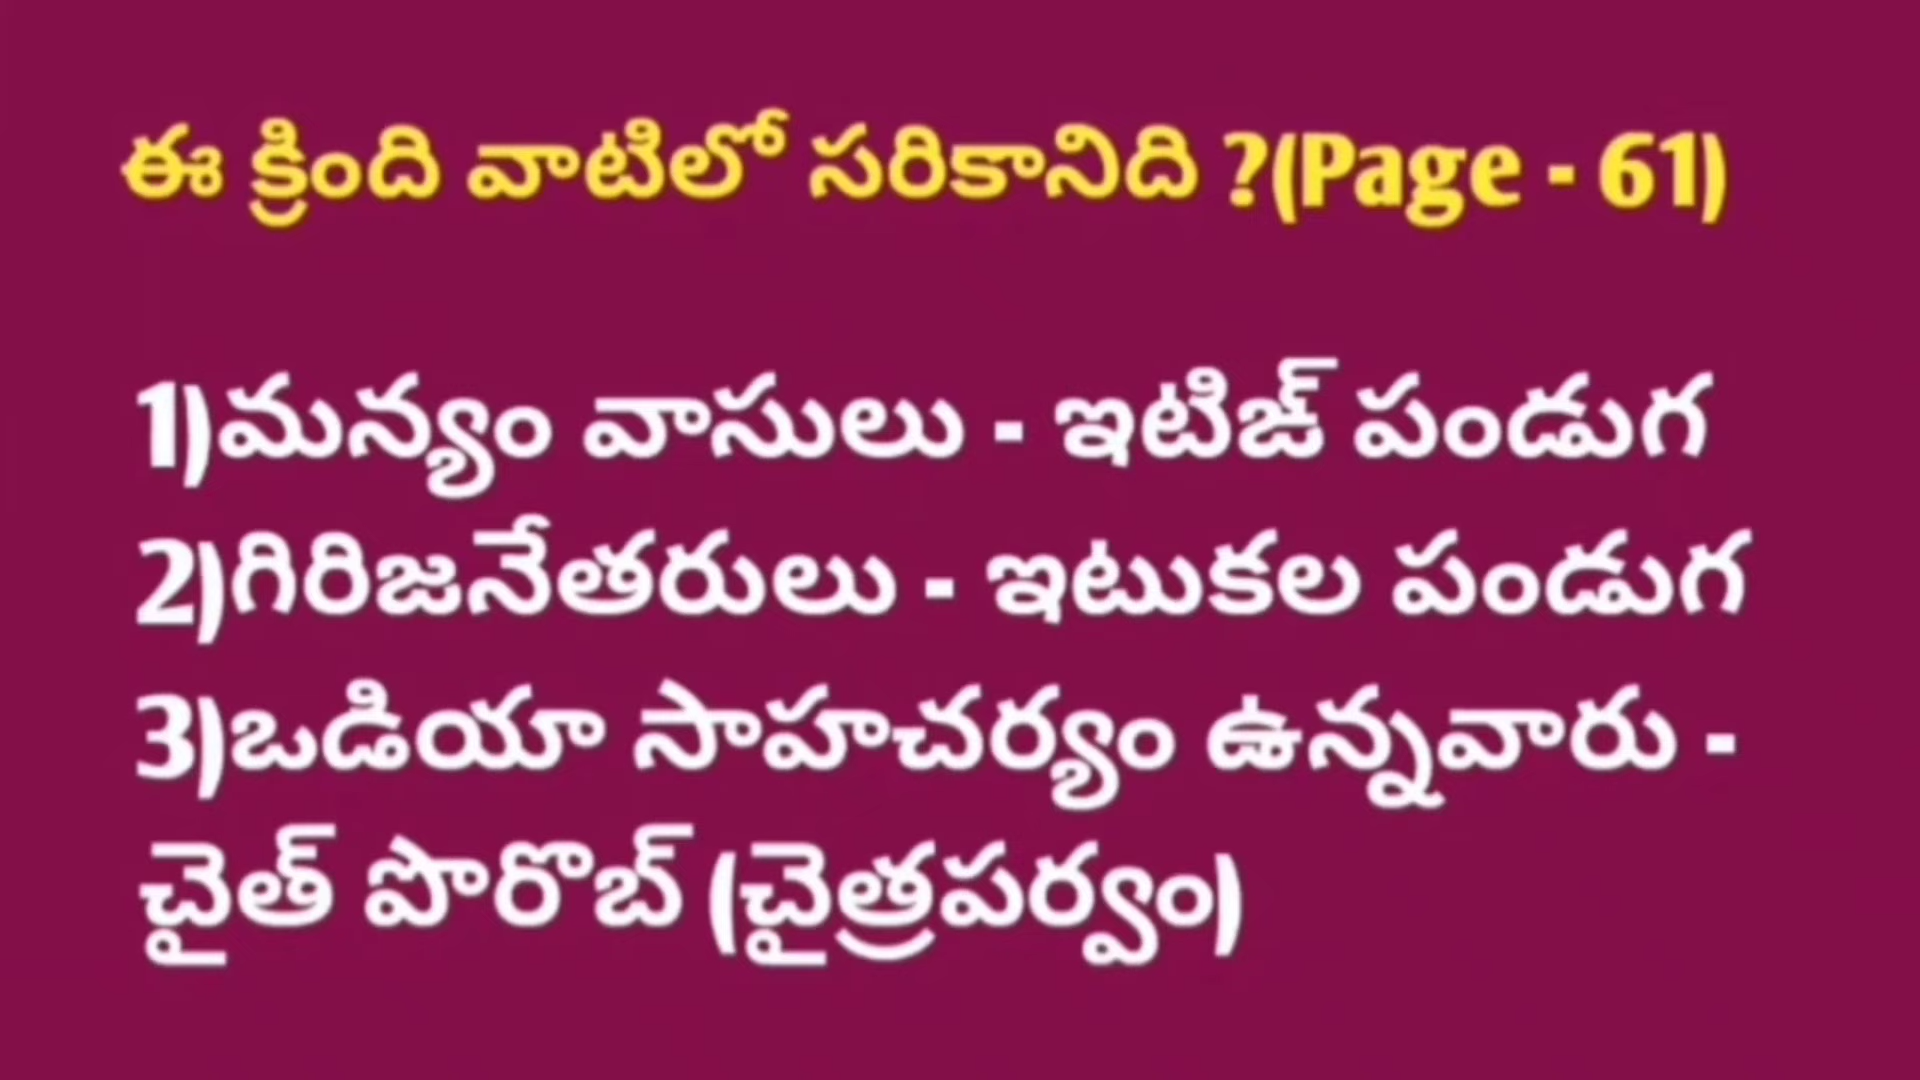 ఈ క్రింది వాటిలో సరికానిది ?(Page - 61)
1)మన్యం వాసులు - ఇటిజ్ పండుగ
2)గిరిజనేతరులు - ఇటుకల పండుగ
3)ఒడియా సాహచర్యం ఉన్నవారు -
చైత్ పొరొబ్ (చైత్రపర్వం)